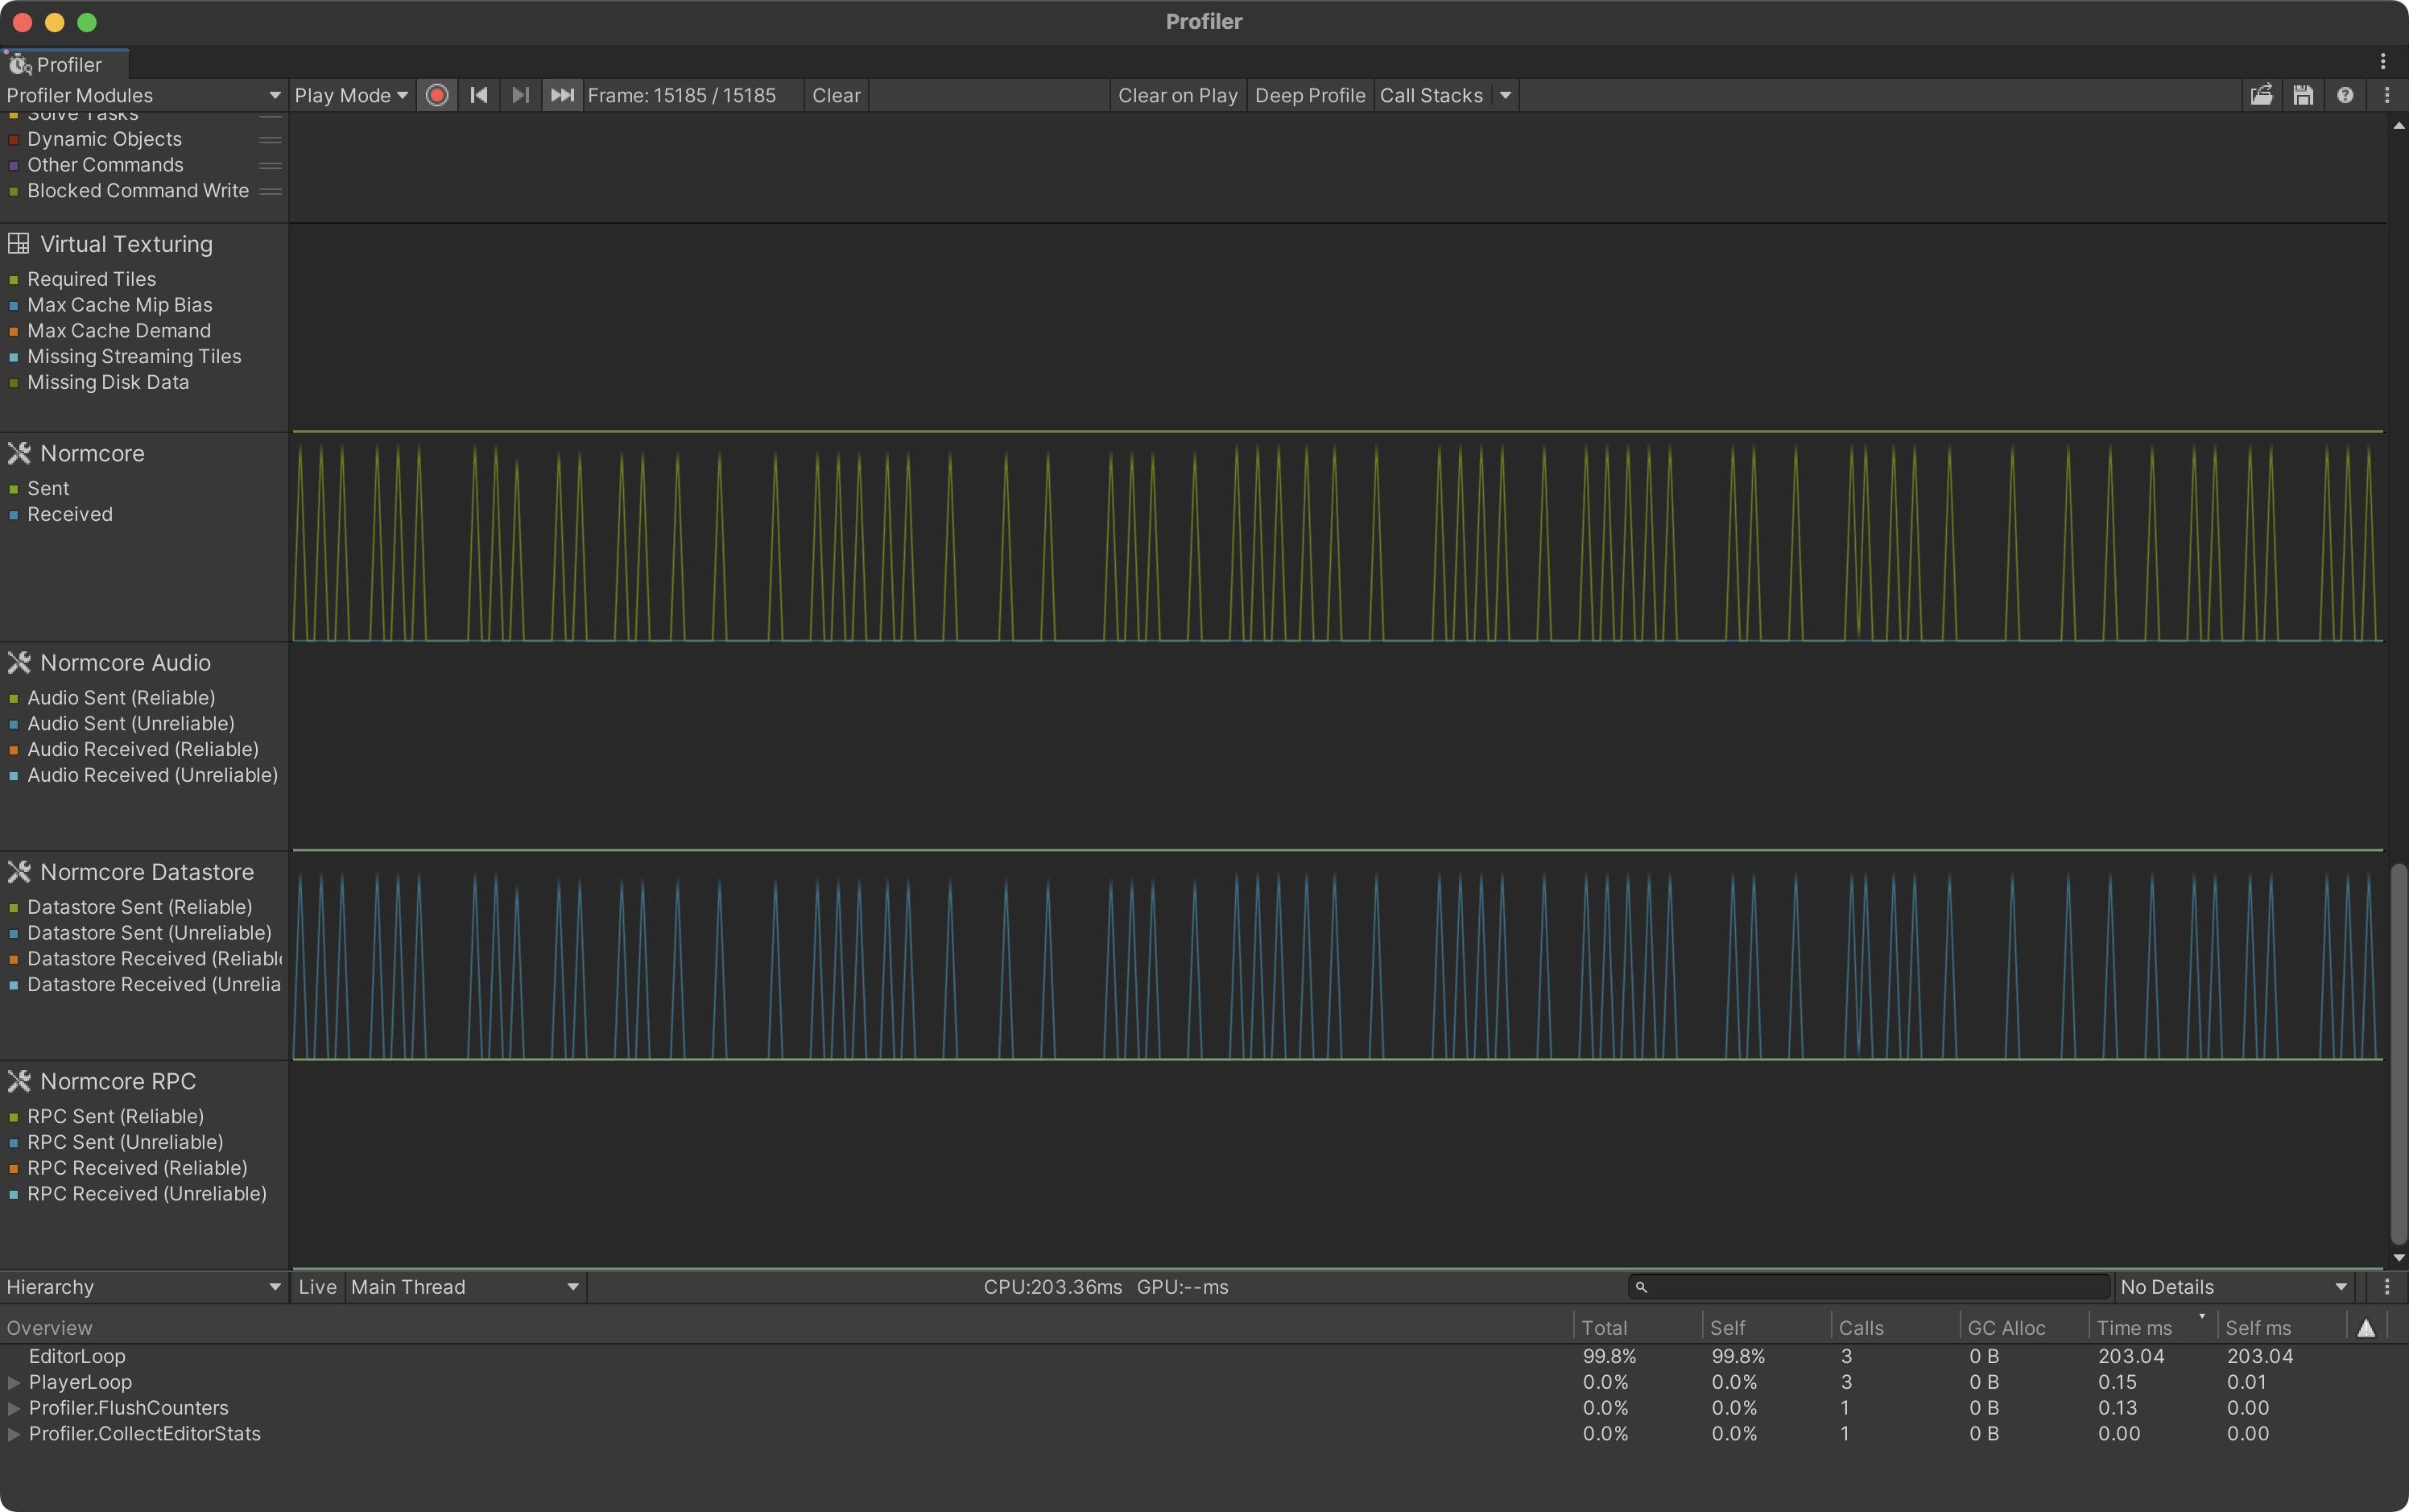 Profiler
Profiler
Profiler Modules Play Mode Frame: 15185 / 15185 Clear Clear on Play Deep Profile Call Stacks
Solve Tasks
Dynamic Objects
Other Commands
Blocked Command Write
Virtual Texturing
Required Tiles
Max Cache Mip Bias
Max Cache Demand
Missing Streaming Tiles
Missing Disk Data
Normcore
Sent
Received
Normcore Audio
Audio Sent (Reliable)
Audio Sent (Unreliable)
Audio Received (Reliable)
Audio Received (Unreliable)
Normcore Datastore
Datastore Sent (Reliable)
Datastore Sent (Unreliable)
Datastore Received (Reliabl
Datastore Received (Unrelia
Normcore RPC
RPC Sent (Reliable)
RPC Sent (Unreliable)
RPC Received (Reliable)
RPC Received (Unreliable)
Hierarchy Live Main Thread CPU:203.36ms GPU:--ms No Details
Overview Total Self Calls GC Alloc Time ms Self ms
EditorLoop 99.8% 99.8% 3 0 B 203.04 203.04
PlayerLoop 0.0% 0.0% 3 0 B 0.15 0.01
Profiler.FlushCounters 0.0% 0.0% 1 0 B 0.13 0.00
Profiler.CollectEditorStats 0.0% 0.0% 1 0 B 0.00 0.00